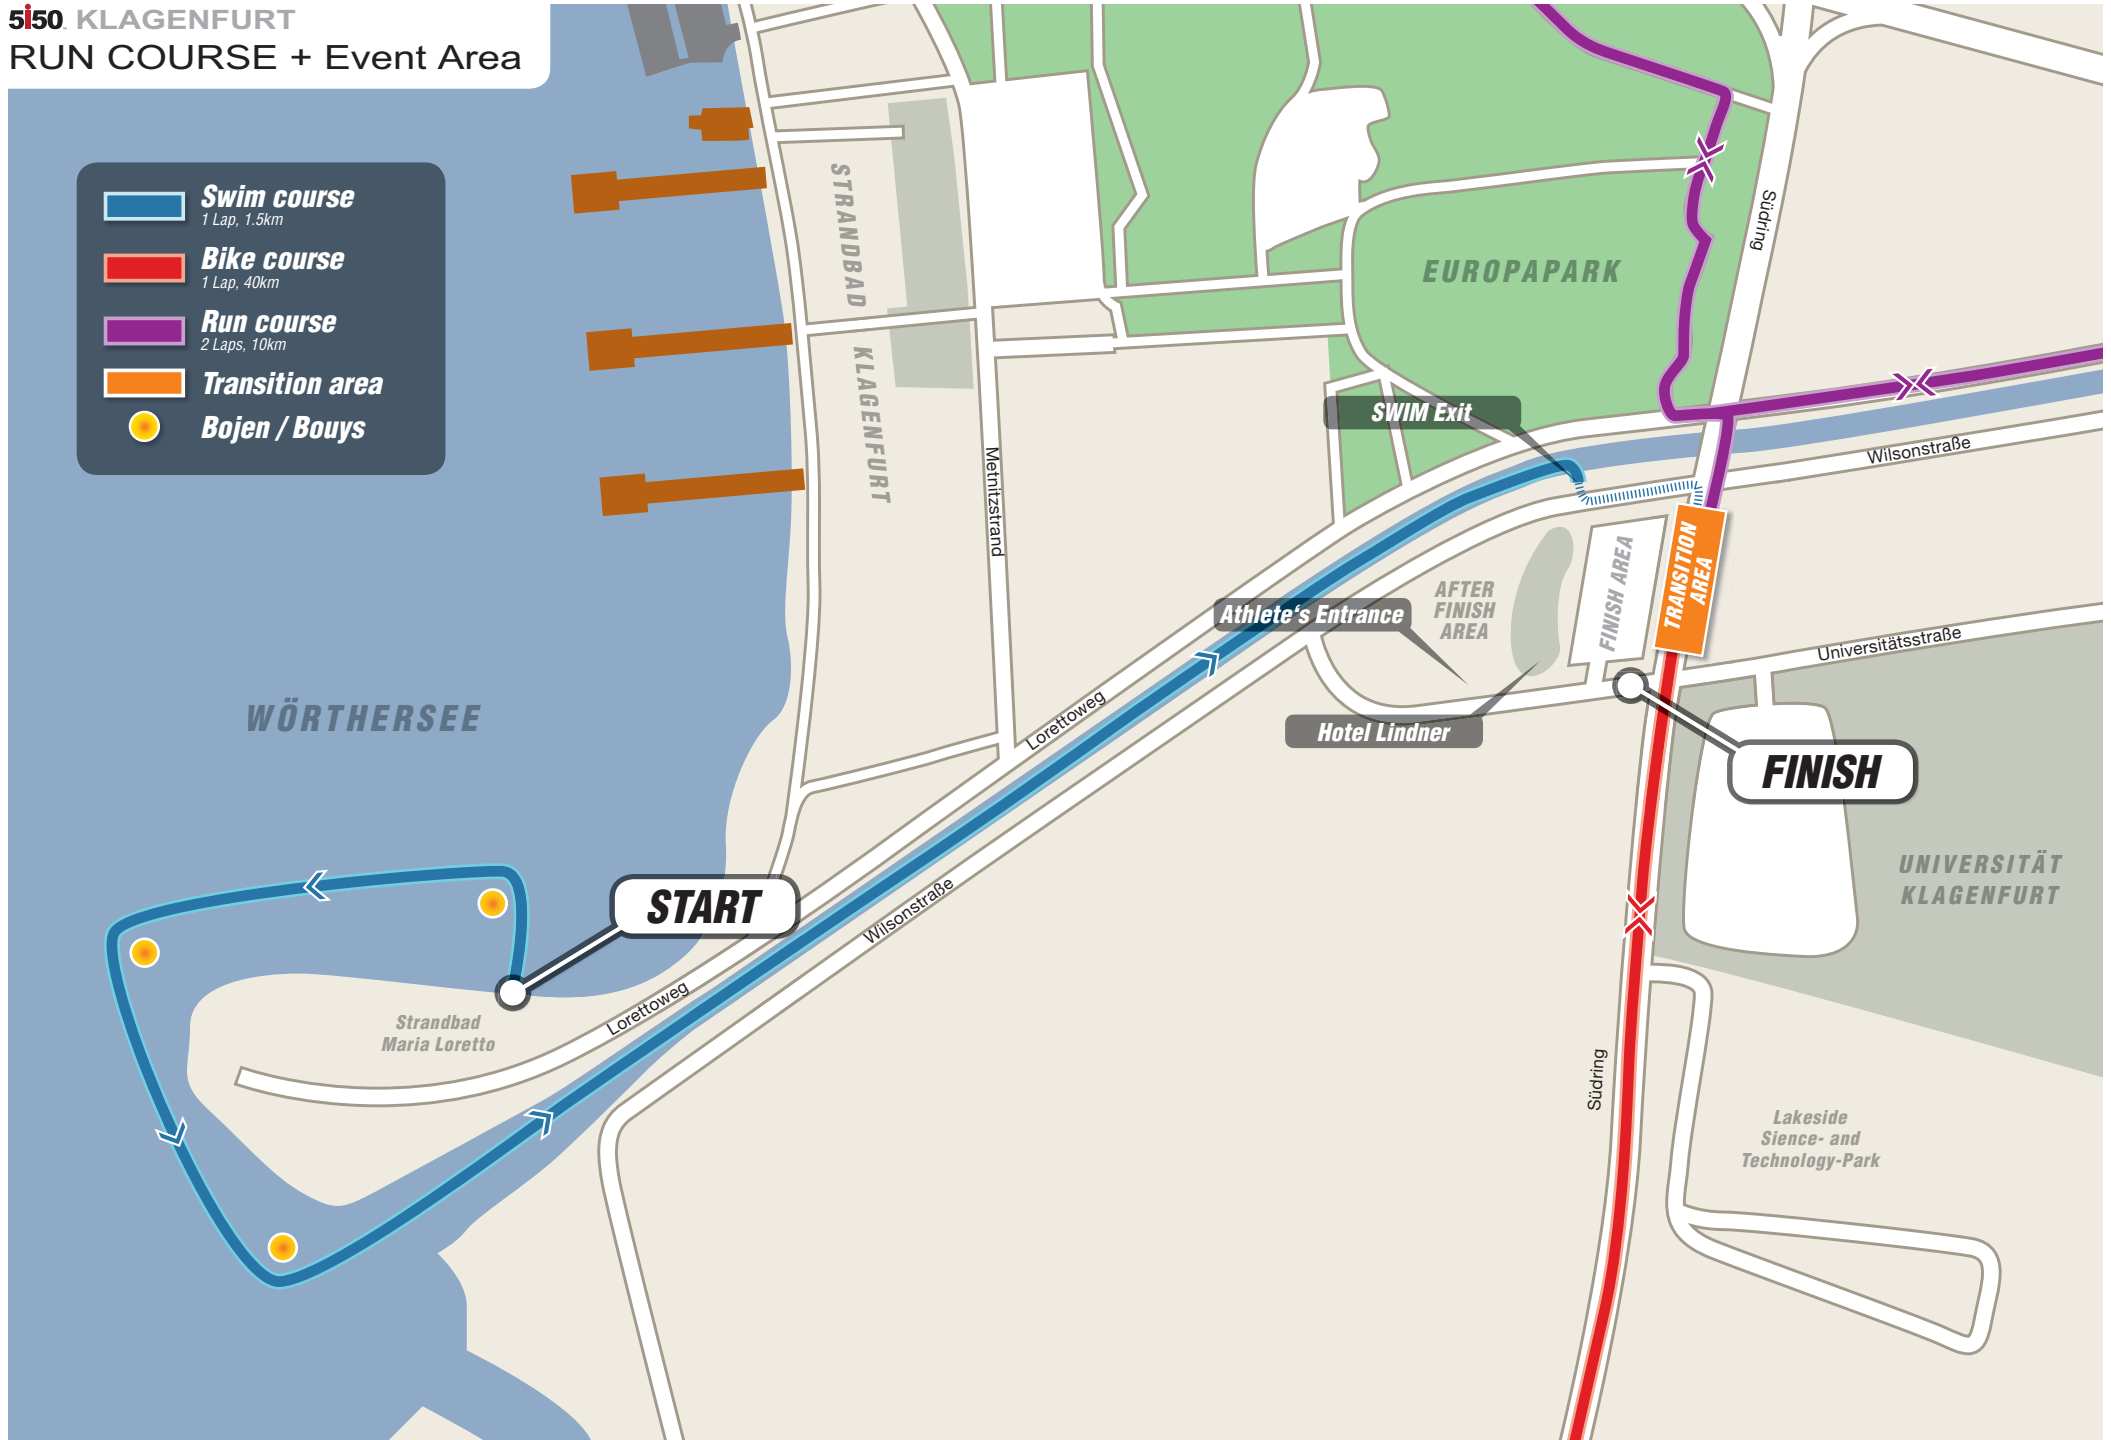 5i50 KLAGENFURT
RUN COURSE + Event Area
Swim course
1 Lap, 1.5km
Bike course
1 Lap, 40km
Run course
2 Laps, 10km
Transition area
Bojen / Bouys
STRANDBAD KLAGENFURT
Metnitzstrand
EUROPAPARK
Südring
SWIM Exit
Wilsonstraße
TRANSITION
AREA
FINISH AREA
AFTER
FINISH
AREA
Athlete‘s Entrance
Universitätsstraße
Hotel Lindner
Lorettoweg
WÖRTHERSEE
FINISH
UNIVERSITÄT
KLAGENFURT
START
Wilsonstraße
Lorettoweg
Strandbad
Maria Loretto
Südring
Lakeside
Sience- and
Technology-Park